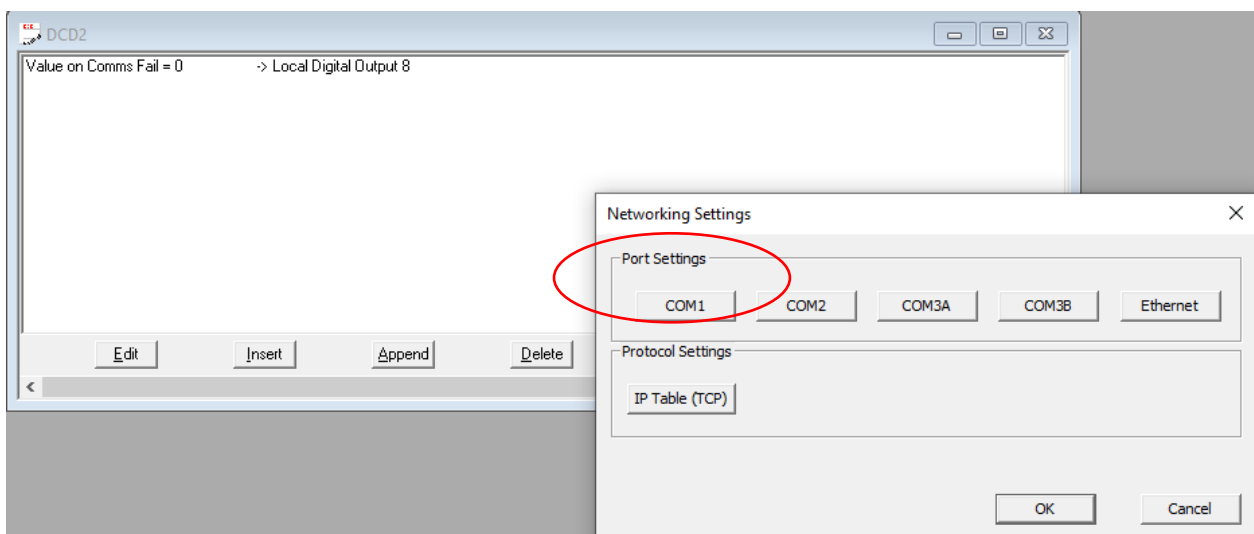 DCD2
Value on Comms Fail = 0 -> Local Digital Output 8
Edit Insert Append Delete
Networking Settings
Port Settings
COM1 COM2 COM3A COM3B Ethernet
Protocol Settings
IP Table (TCP)
OK Cancel